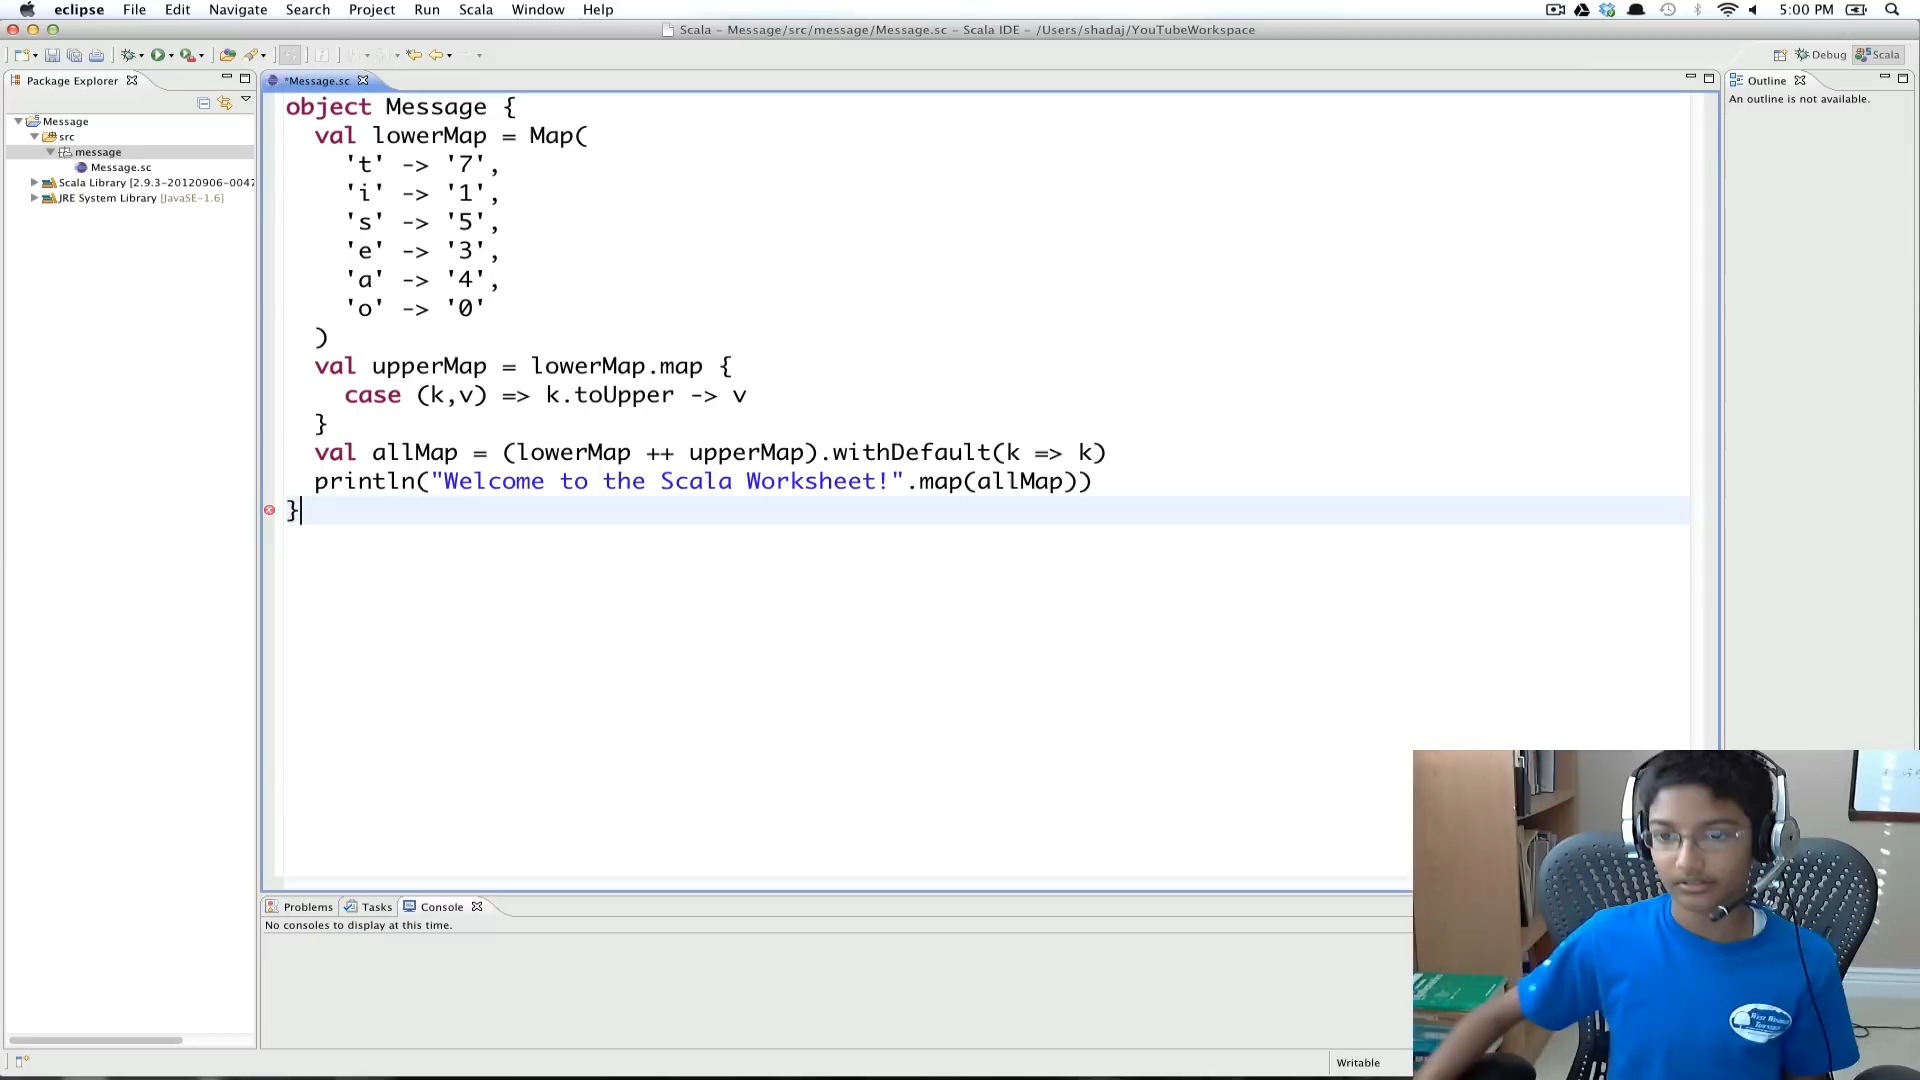 eclipse File Edit Navigate Search Project Run Scala Window Help 5:00 PM
Scala – Message/src/message/Message.sc – Scala IDE – /Users/shadaj/YouTubeWorkspace
Debug Scala
Package Explorer
Message
src
message
Message.sc
Scala Library [2.9.3-20120906-0047
JRE System Library [JavaSE-1.6]
*Message.sc
object Message {
val lowerMap = Map(
't' -> '7',
'i' -> '1',
's' -> '5',
'e' -> '3',
'a' -> '4',
'o' -> '0'
)
val upperMap = lowerMap.map {
case (k,v) => k.toUpper -> v
}
val allMap = (lowerMap ++ upperMap).withDefault(k => k)
println("Welcome to the Scala Worksheet!".map(allMap))
}
Outline
An outline is not available.
Problems Tasks Console
No consoles to display at this time.
Writable